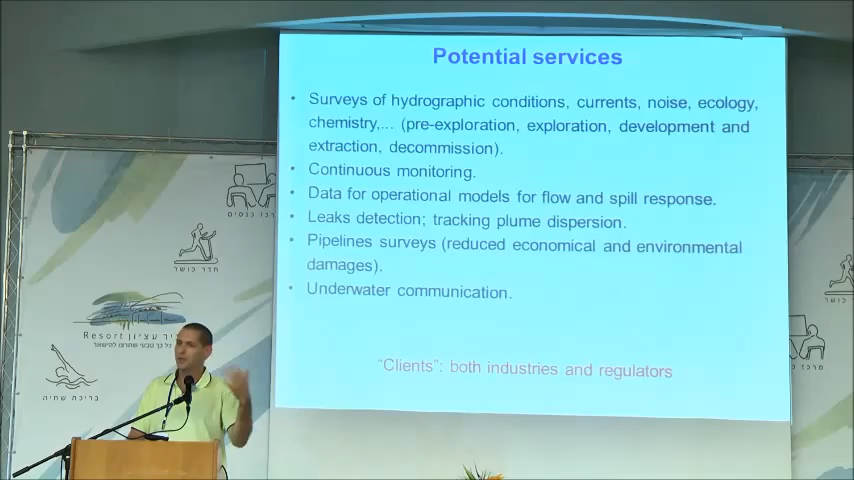 Potential services
• Surveys of hydrographic conditions, currents, noise, ecology,
chemistry,... (pre-exploration, exploration, development and
extraction, decommission).
• Continuous monitoring.
• Data for operational models for flow and spill response.
• Leaks detection; tracking plume dispersion.
• Pipelines surveys (reduced economical and environmental
damages).
• Underwater communication.
"Clients": both industries and regulators
חדר כושר
Resort עציון
בריכת שחיה